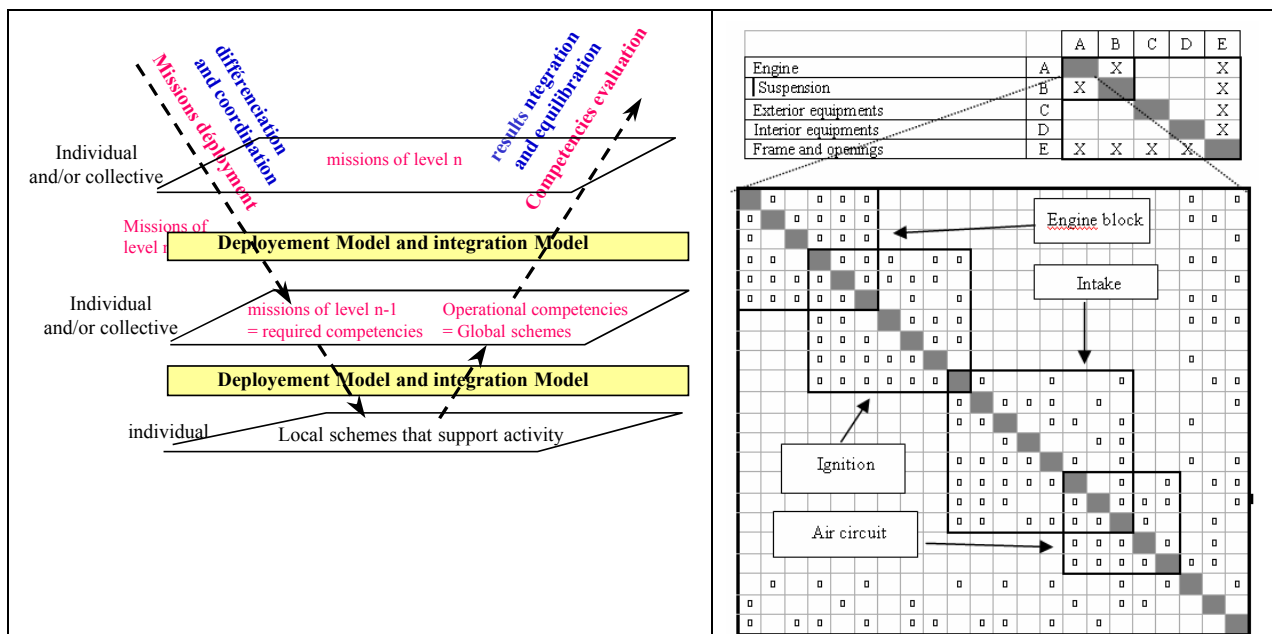 différenciation
and coordination
Missions déployment
results ntegration
and equilibration
Competencies evaluation
Individual
and/or collective
missions of level n
Missions of
level n
Deployement Model and integration Model
Individual
and/or collective
missions of level n-1
= required competencies
Operational competencies
= Global schemes
Deployement Model and integration Model
individual
Local schemes that support activity
A B C D E
Engine A X X
Suspension B X X
Exterior equipments C X
Interior equipments D X
Frame and openings E X X X X
Engine block
Intake
Ignition
Air circuit